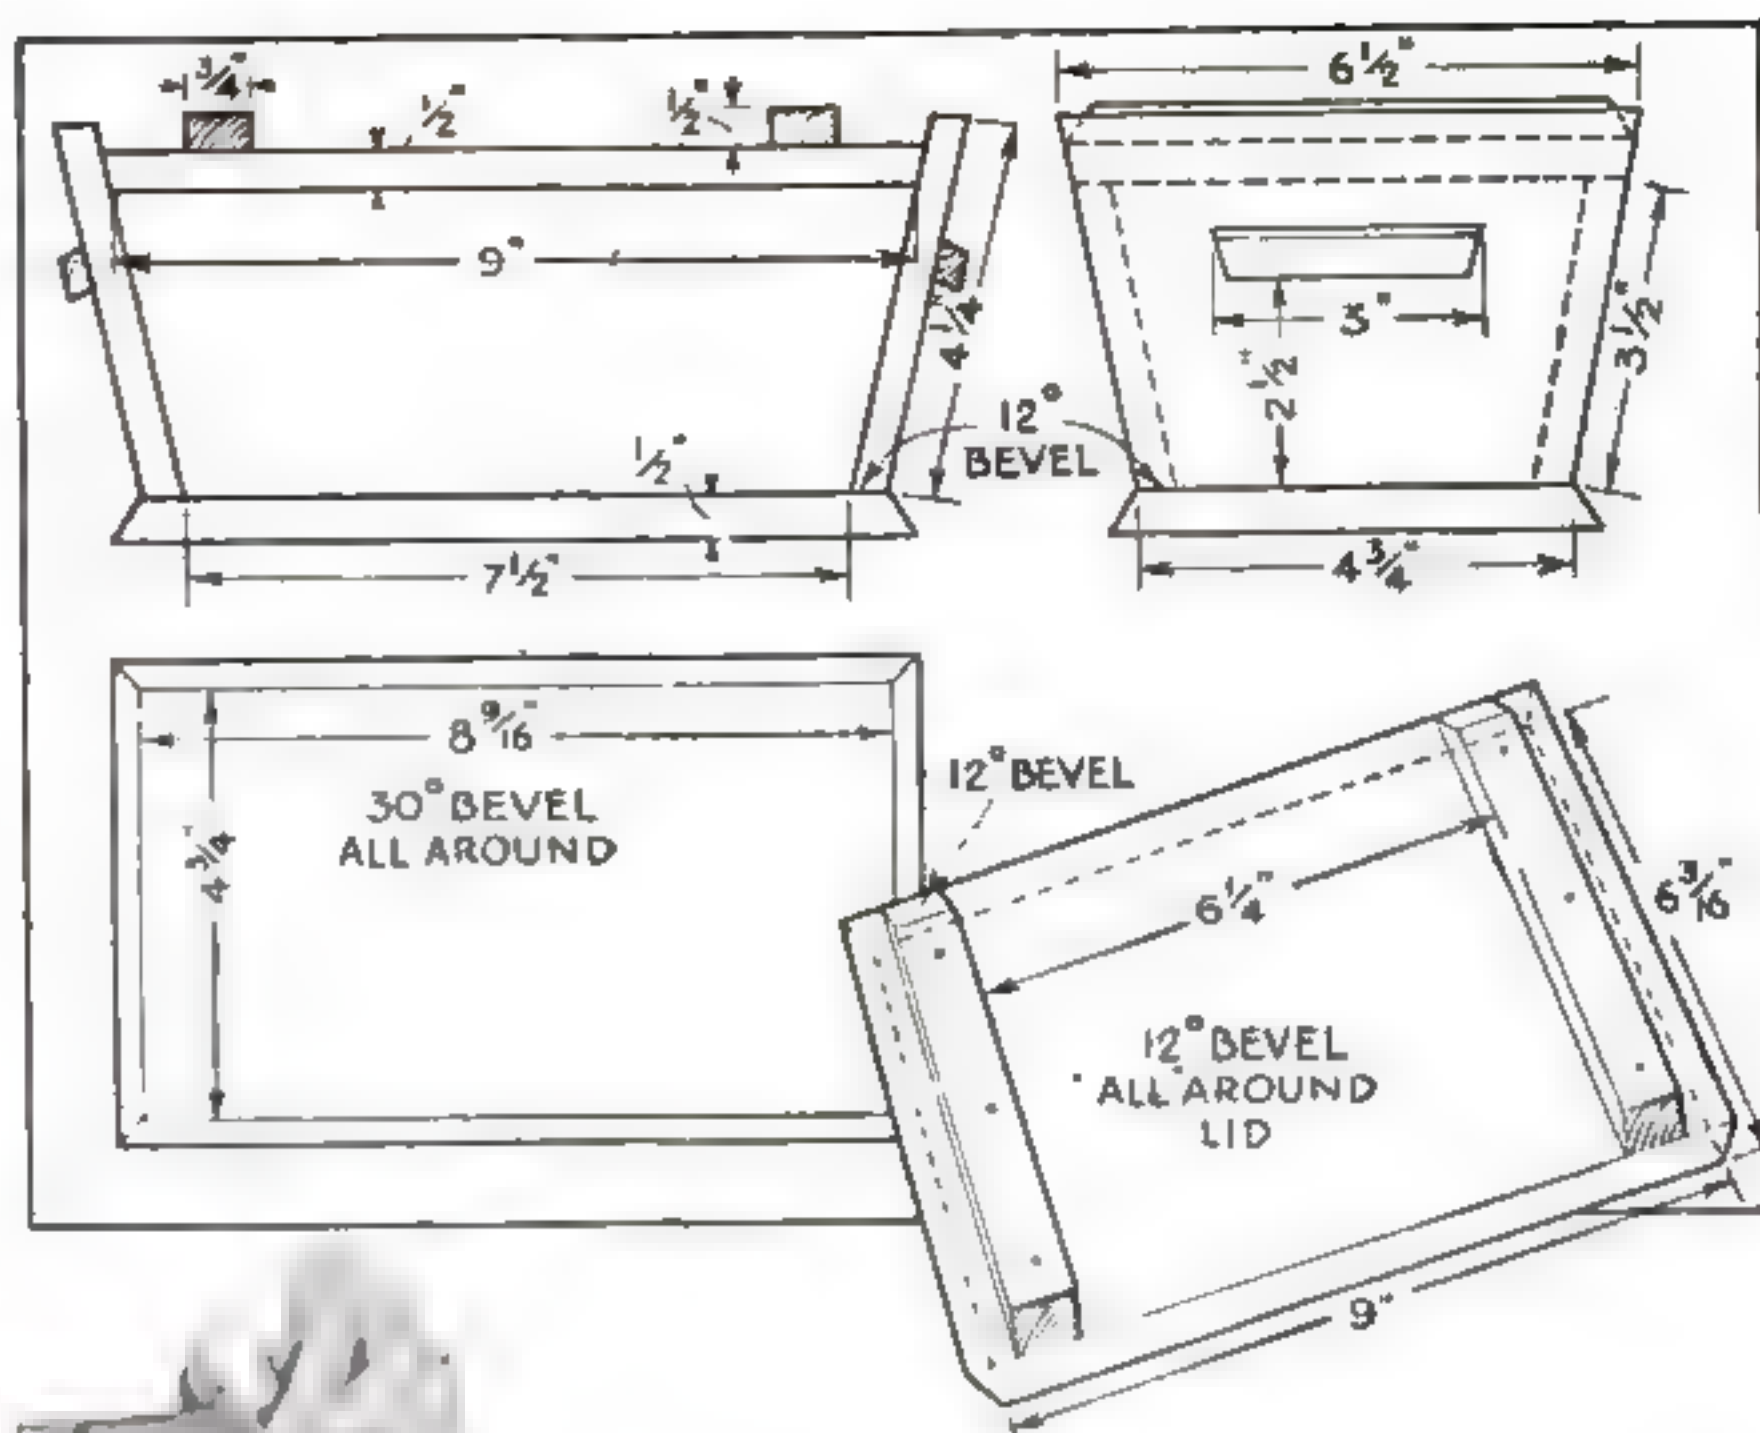 3/4"
1/2"
1/2"
6 1/2"
9"
4 1/4"
3"
2 1/2"
3 1/2"
12°
BEVEL
1/2"
7 1/2"
4 3/4"
8 9/16"
30° BEVEL
ALL AROUND
4 3/4"
12° BEVEL
6 1/4"
6 3/16"
12° BEVEL
ALL AROUND
LID
9"